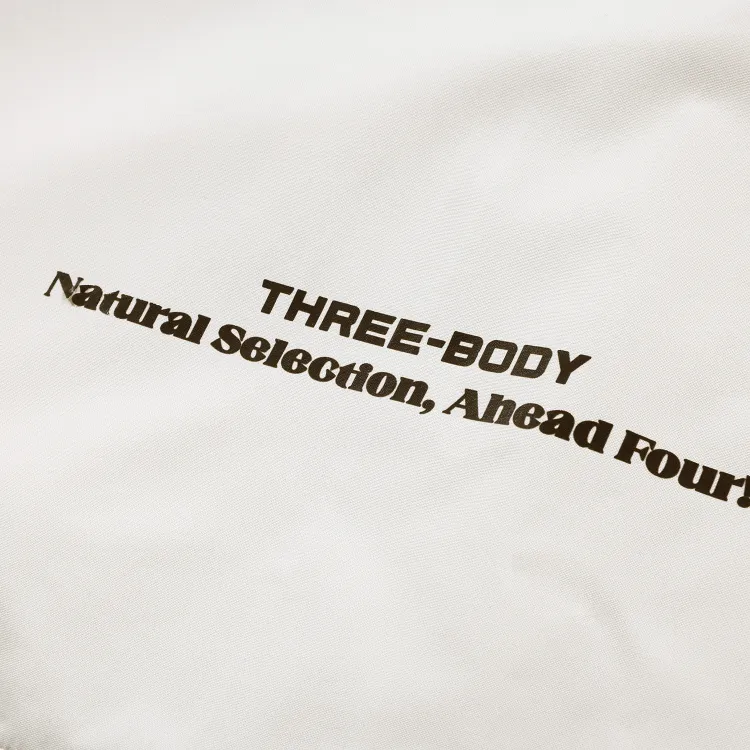 THREE-BODY
Natural Selection, Ahead Four!